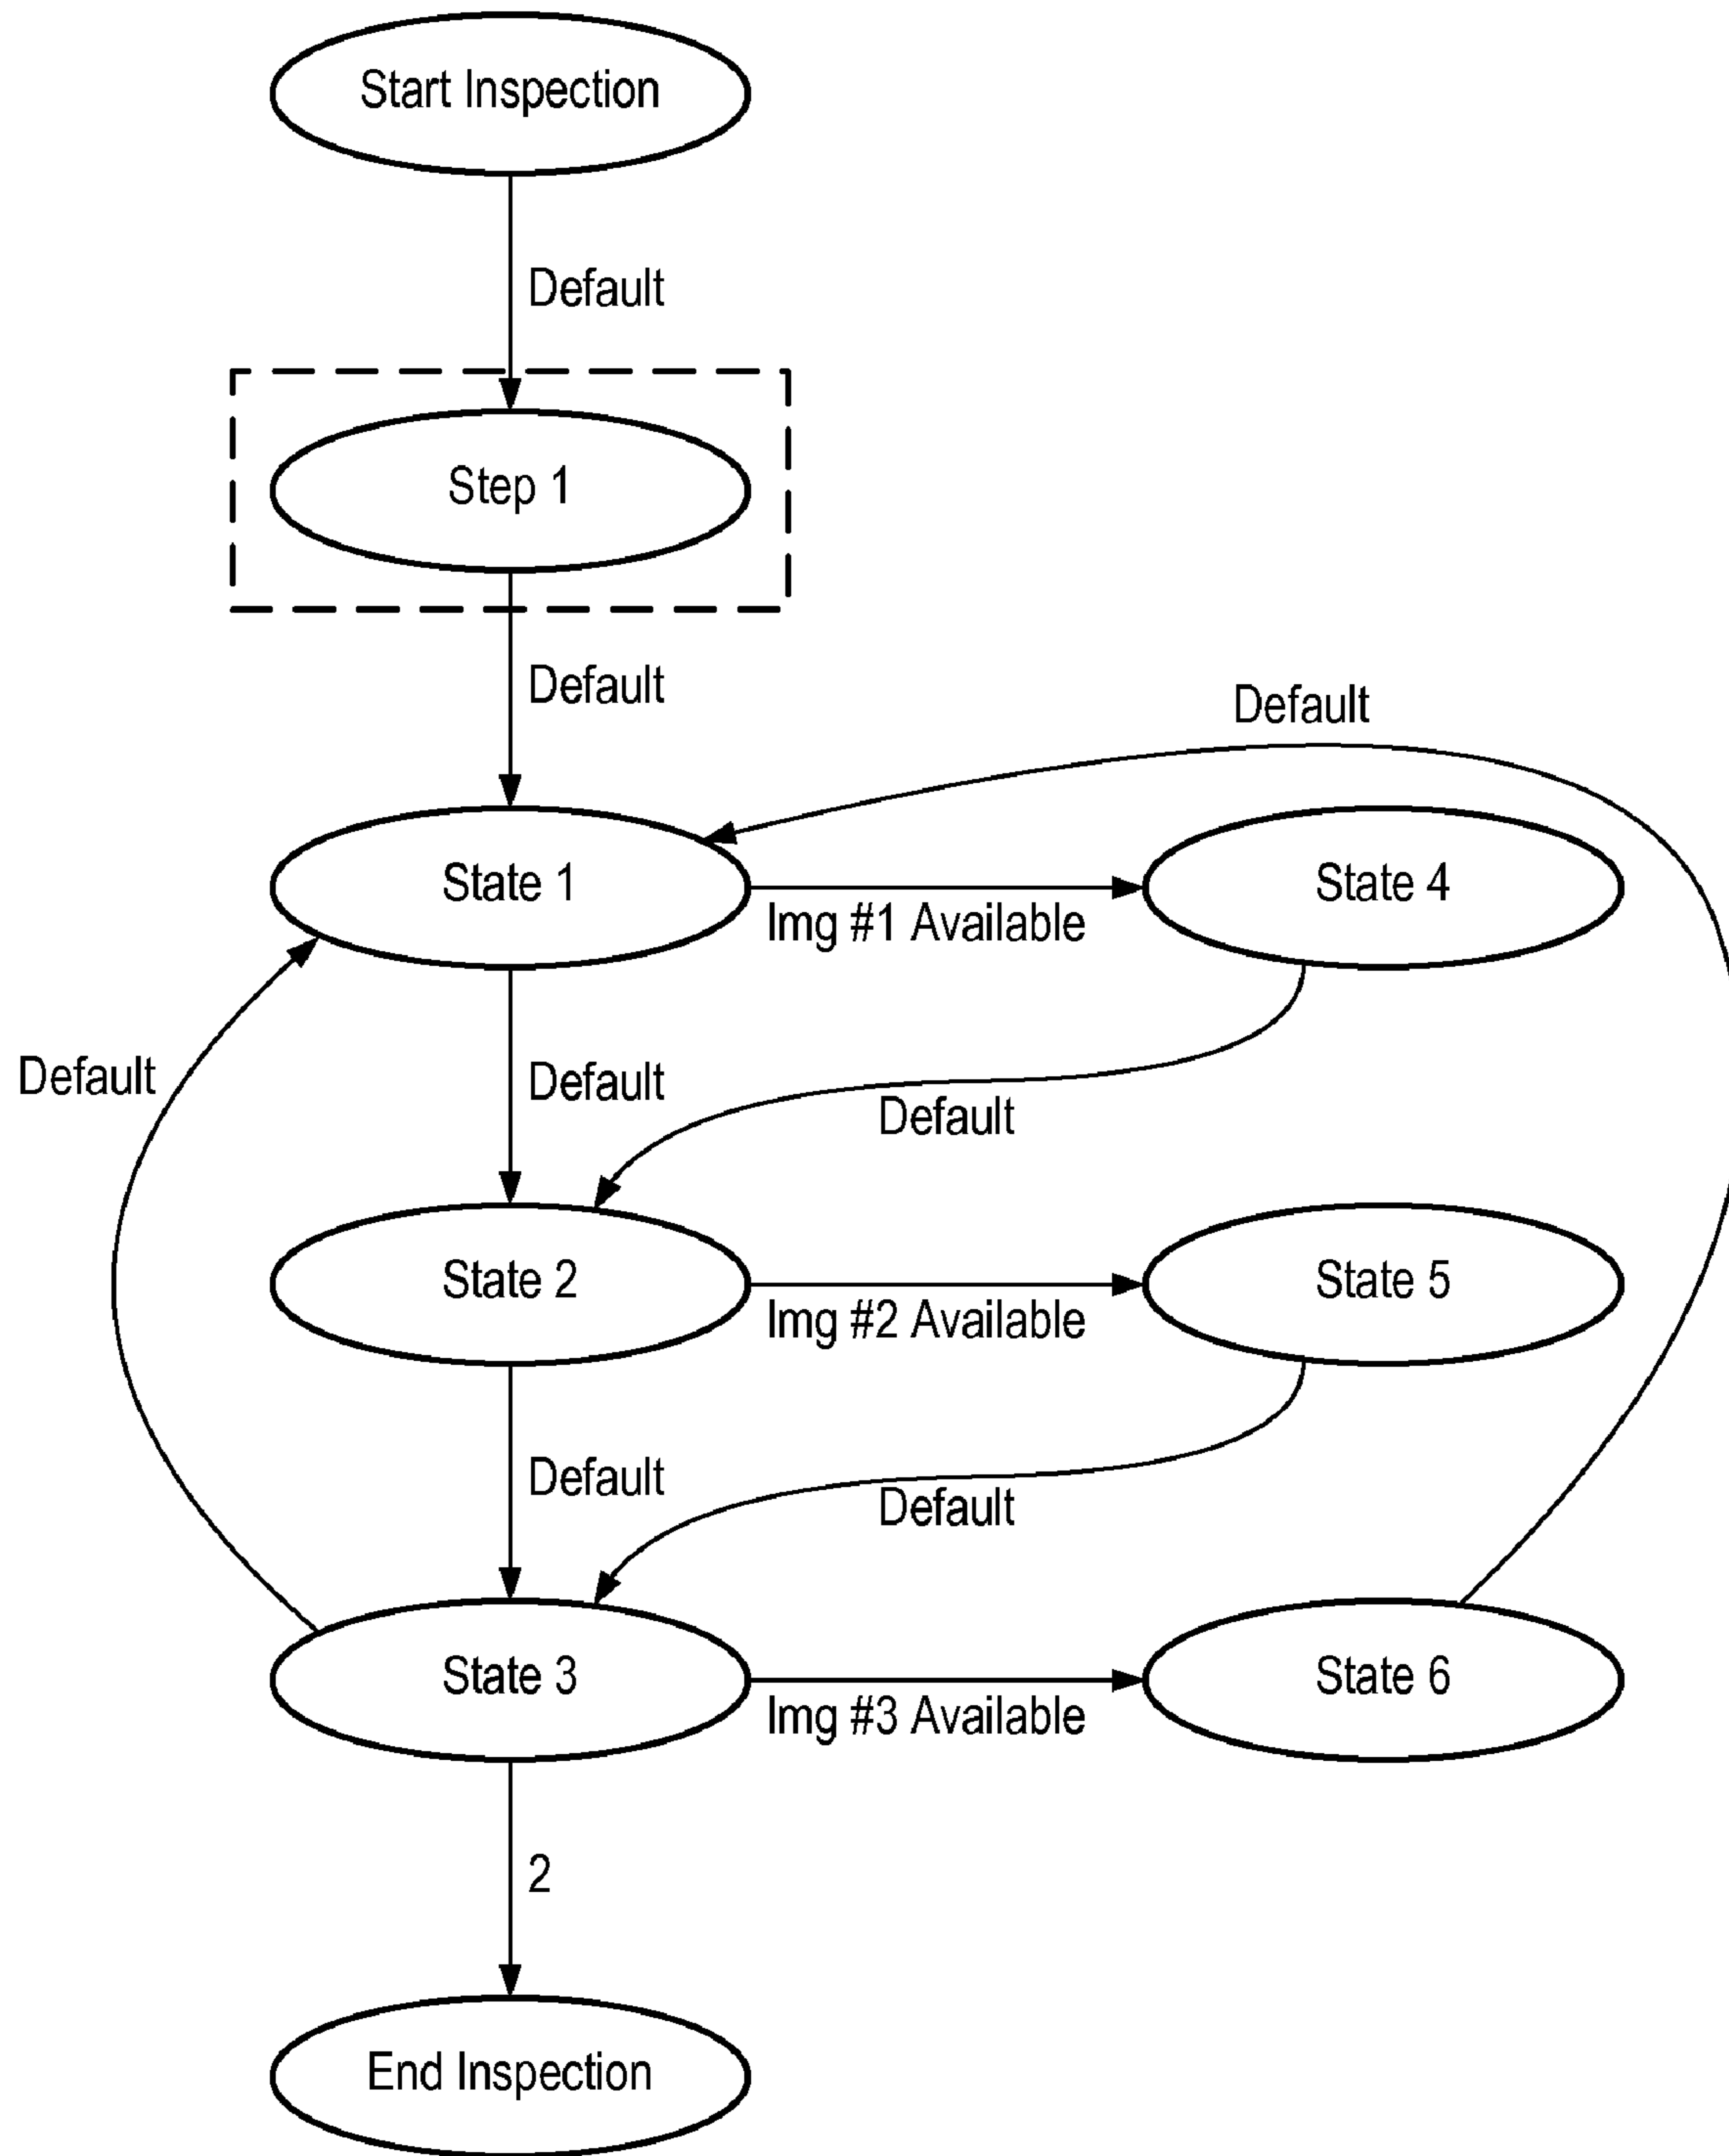 Start Inspection
Default
Step 1
Default
Default
State 1
Img #1 Available
State 4
Default
Default
Default
State 2
Img #2 Available
State 5
Default
Default
State 3
Img #3 Available
State 6
2
End Inspection